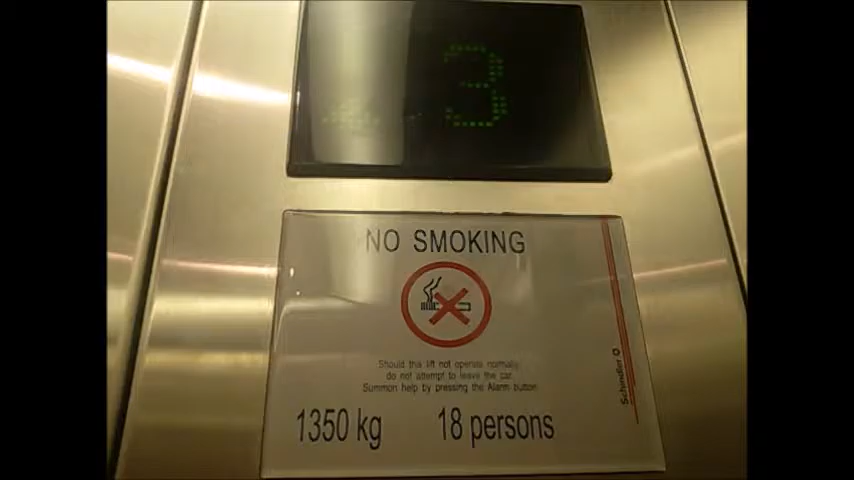 3
NO SMOKING
Should this lift not operate normally
do not attempt to leave the car.
Summon help by pressing the Alarm button
1350 kg 18 persons
Schindler